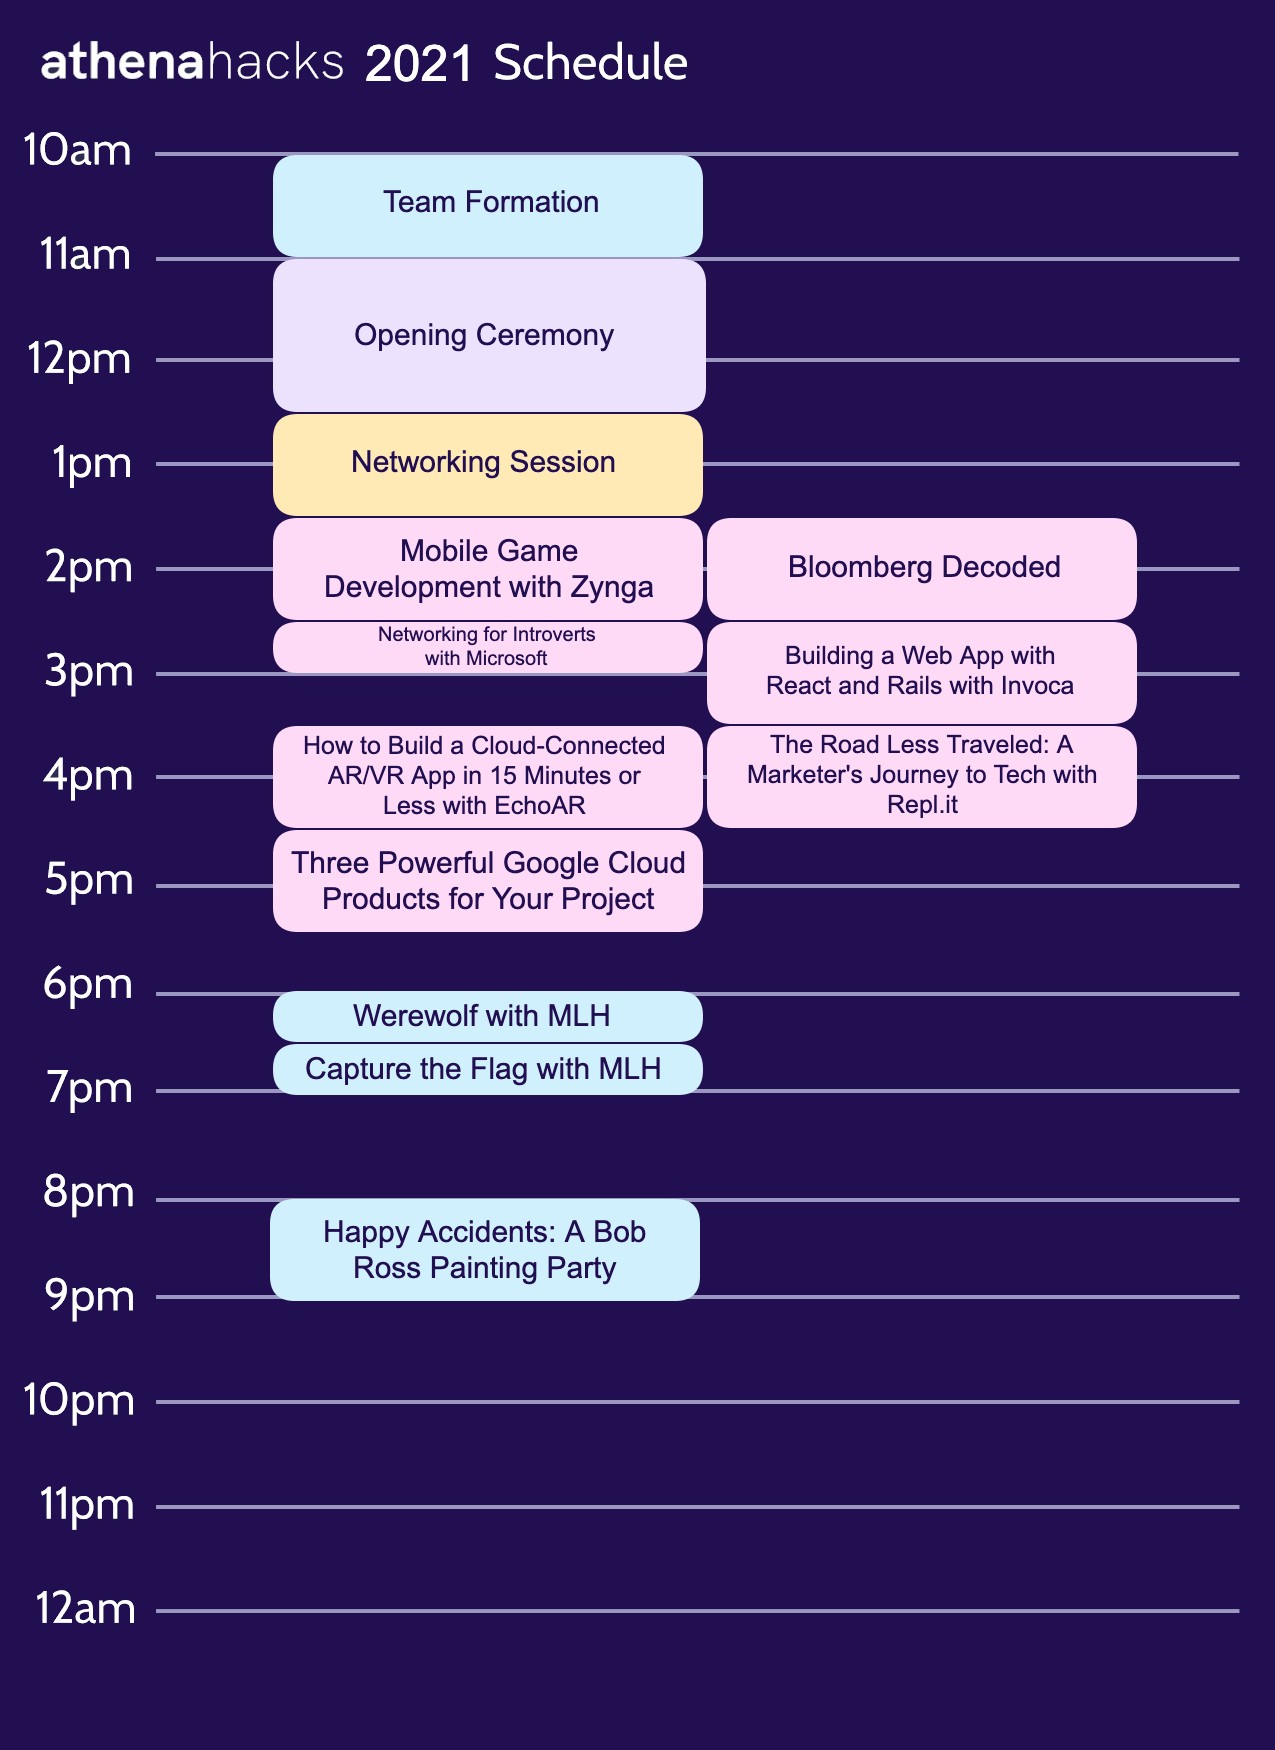 athenahacks 2021 Schedule
10am
Team Formation
11am
Opening Ceremony
12pm
1pm
Networking Session
2pm
Mobile Game
Development with Zynga
Bloomberg Decoded
Networking for Introverts
with Microsoft
3pm
Building a Web App with
React and Rails with Invoca
4pm
How to Build a Cloud-Connected
AR/VR App in 15 Minutes or
Less with EchoAR
The Road Less Traveled: A
Marketer's Journey to Tech with
Repl.it
5pm
Three Powerful Google Cloud
Products for Your Project
6pm
Werewolf with MLH
Capture the Flag with MLH
7pm
8pm
Happy Accidents: A Bob
Ross Painting Party
9pm
10pm
11pm
12am